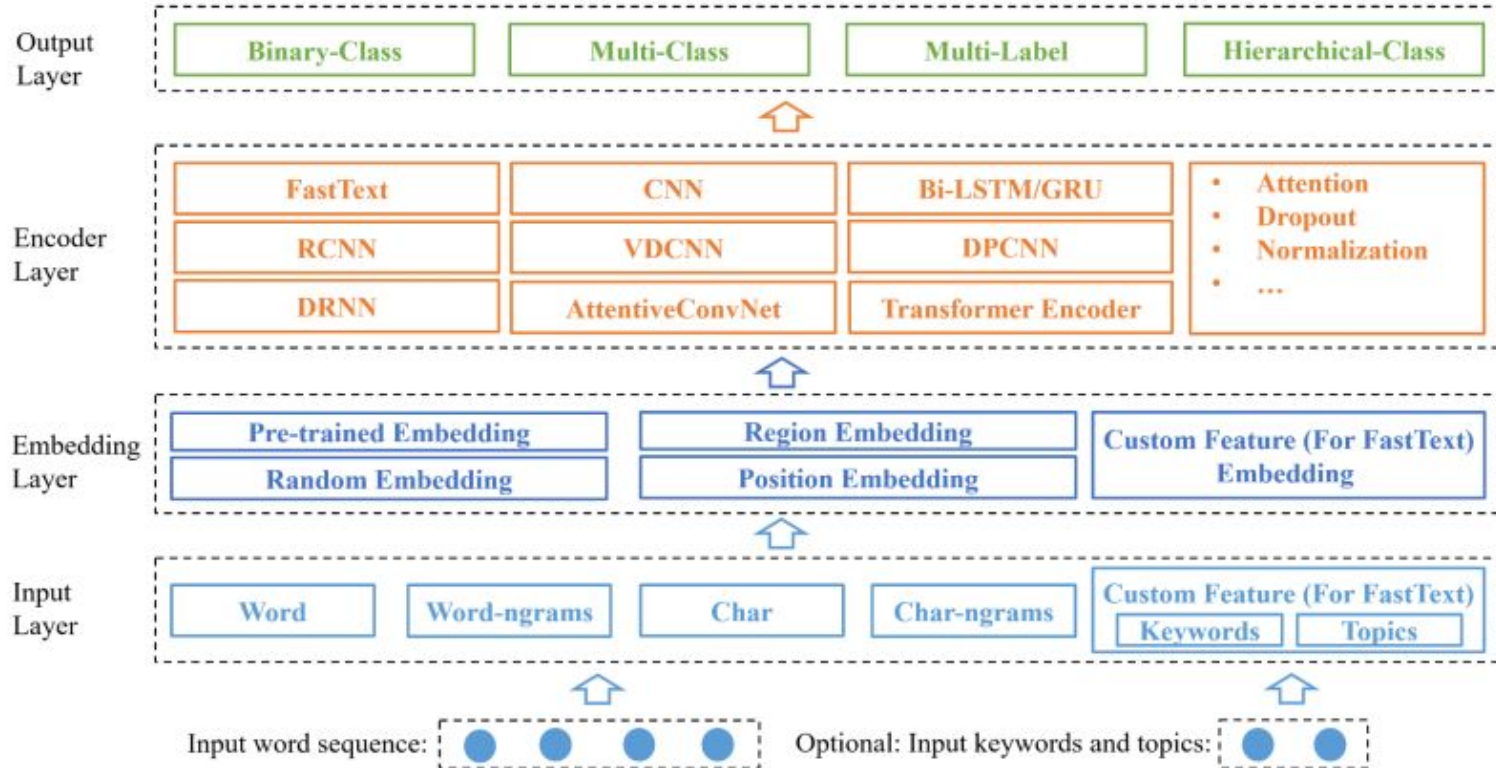 Output
Layer
Binary-Class
Multi-Class
Multi-Label
Hierarchical-Class
Encoder
Layer
FastText
CNN
Bi-LSTM/GRU
RCNN
VDCNN
DPCNN
DRNN
AttentiveConvNet
Transformer Encoder
• Attention
• Dropout
• Normalization
• …
Embedding
Layer
Pre-trained Embedding
Region Embedding
Random Embedding
Position Embedding
Custom Feature (For FastText)
Embedding
Input
Layer
Word
Word-ngrams
Char
Char-ngrams
Custom Feature (For FastText)
Keywords
Topics
Input word sequence:
Optional: Input keywords and topics: